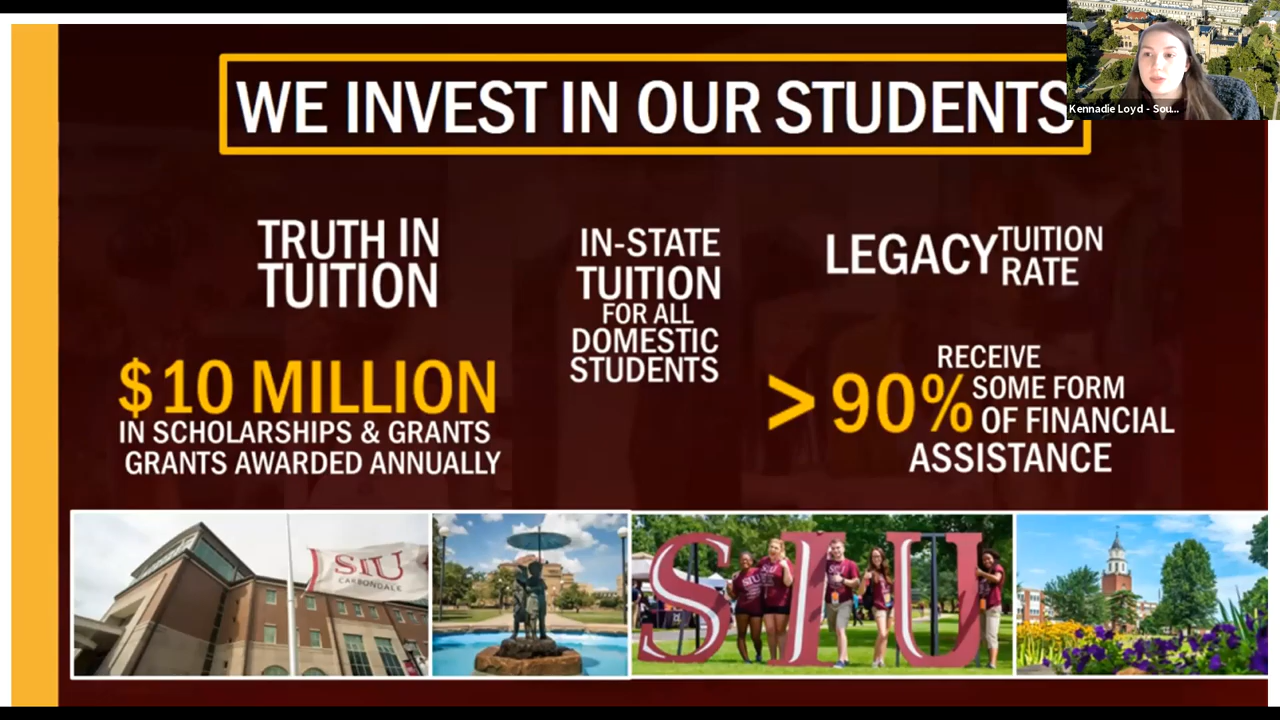 WE INVEST IN OUR STUDENTS
Kennadie Loyd - Sou...
TRUTH IN
TUITION
$10 MILLION
IN SCHOLARSHIPS & GRANTS
GRANTS AWARDED ANNUALLY
IN-STATE
TUITION
FOR ALL
DOMESTIC
STUDENTS
LEGACY TUITION
RATE
RECEIVE
> 90% SOME FORM
OF FINANCIAL
ASSISTANCE
SIU
CARBONDALE
SIU
SIU